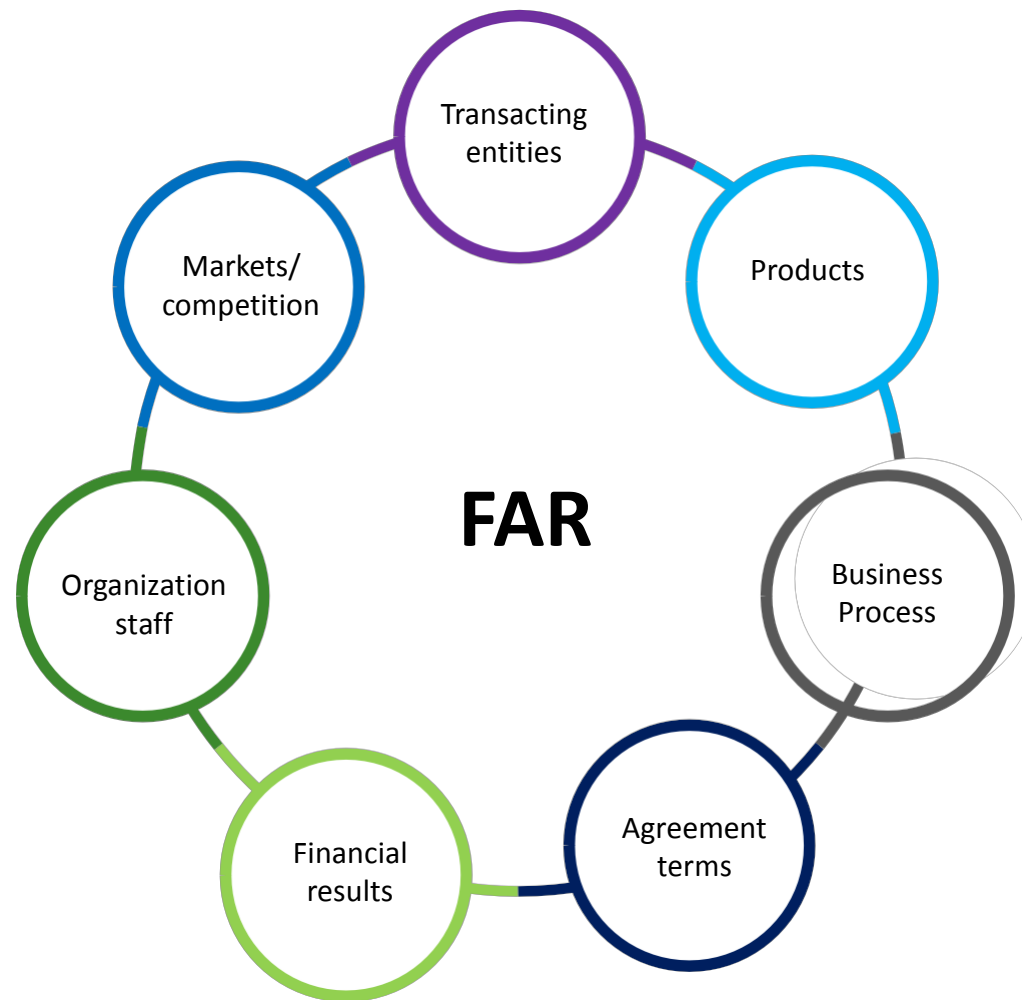 Transacting
entities
Products
Business
Process
Agreement
terms
Financial
results
Organization
staff
Markets/
competition
FAR